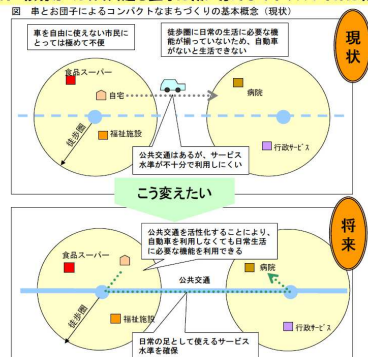 図 串とお団子によるコンパクトなまちづくりの基本概念（現状）
車を自由に使えない市民に
とっては極めて不便
徒歩圏に日常の生活に必要な機
能が揃っていないため、自動車
がないと生活できない
現状
食品スーパー
自宅
病院
福祉施設
行政サービス
徒歩圏
公共交通はあるが、サービス
水準が不十分で利用しにくい
こう変えたい
将来
公共交通を活性化することにより、
自動車を利用しなくても日常生活
に必要な機能を利用できる
食品スーパー
自宅
病院
公共交通
福祉施設
行政サービス
徒歩圏
日常の足として使えるサービス
水準を確保